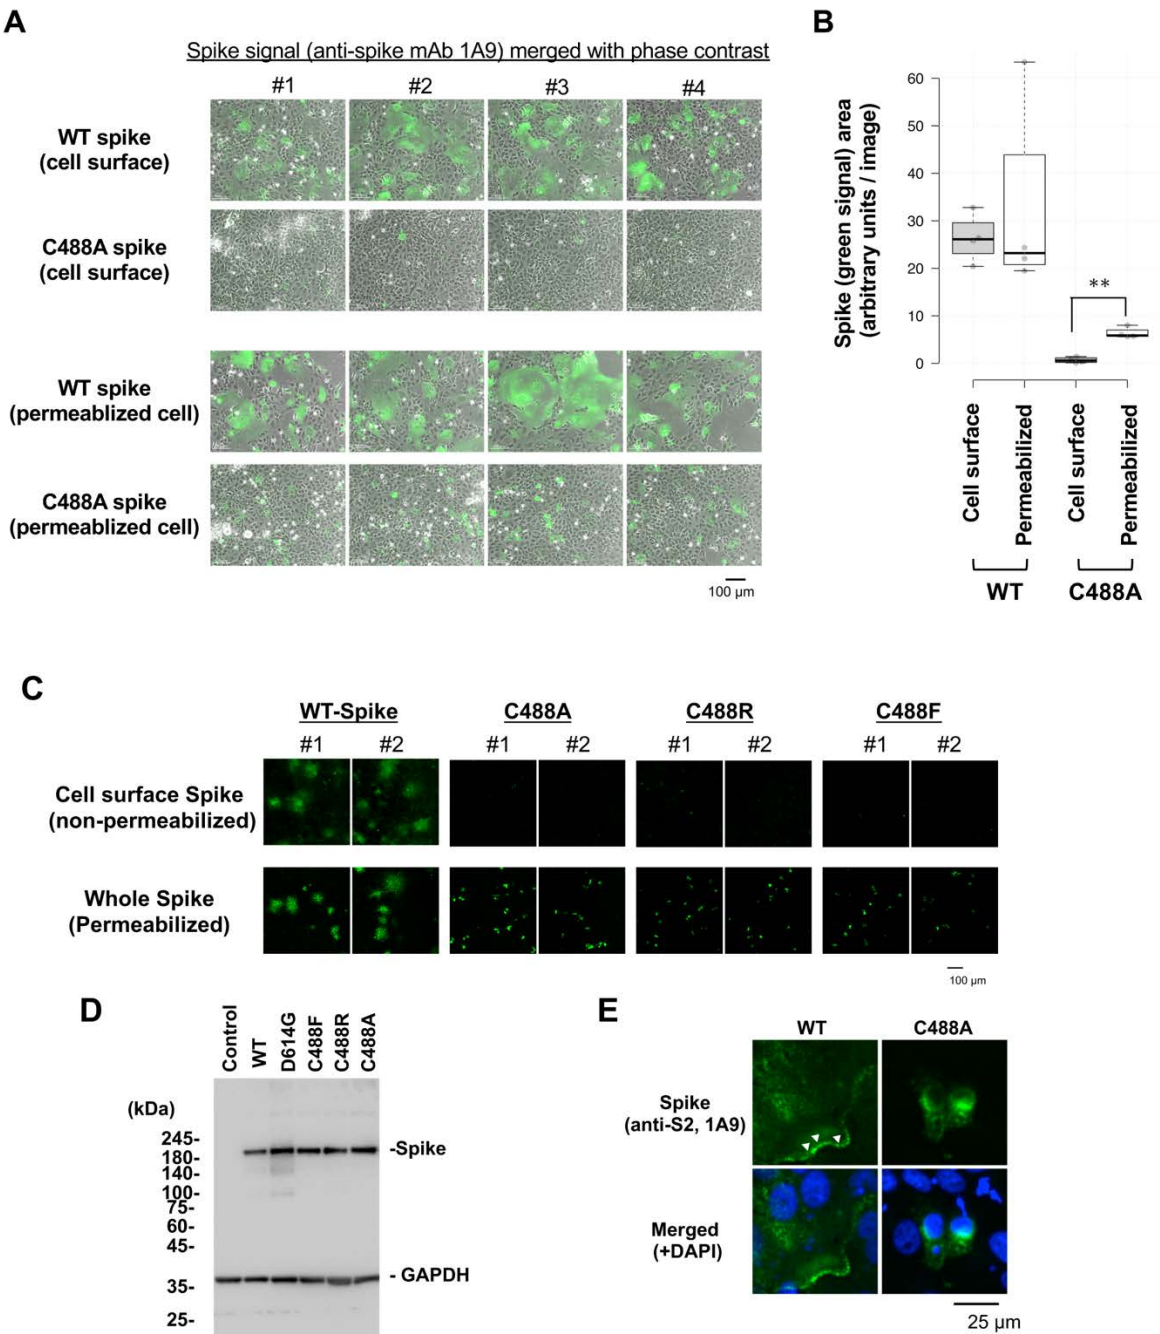 A
Spike signal (anti-spike mAb 1A9) merged with phase contrast
#1 #2 #3 #4
WT spike
(cell surface)
C488A spike
(cell surface)
WT spike
(permeablized cell)
C488A spike
(permeablized cell)
100 µm
B
Spike (green signal) area
(arbitrary units / image)
60
50
40
30
20
10
0
**
Cell surface
Permeabilized
Cell surface
Permeabilized
WT C488A
C
WT-Spike C488A C488R C488F
#1 #2 #1 #2 #1 #2 #1 #2
Cell surface Spike
(non-permeabilized)
Whole Spike
(Permeabilized)
100 µm
D
Control
WT
D614G
C488F
C488R
C488A
(kDa)
245-
180-
140-
100-
75-
60-
45-
35-
25-
-Spike
- GAPDH
E
WT C488A
Spike
(anti-S2, 1A9)
Merged
(+DAPI)
25 µm